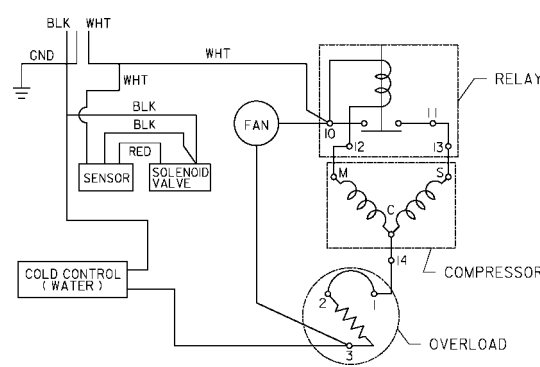 BLK WHT
GND
WHT
WHT
RELAY
BLK
BLK
FAN
10
11
12
13
RED
SENSOR
SOLENOID
VALVE
M
S
C
14
COLD CONTROL
(WATER)
COMPRESSOR
2
1
3
OVERLOAD